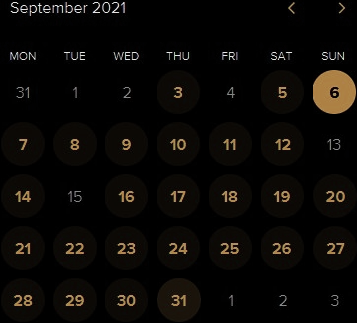 September 2021 < >
MON TUE WED THU FRI SAT SUN
31 1 2 3 4 5 6
7 8 9 10 11 12 13
14 15 16 17 18 19 20
21 22 23 24 25 26 27
28 29 30 31 1 2 3